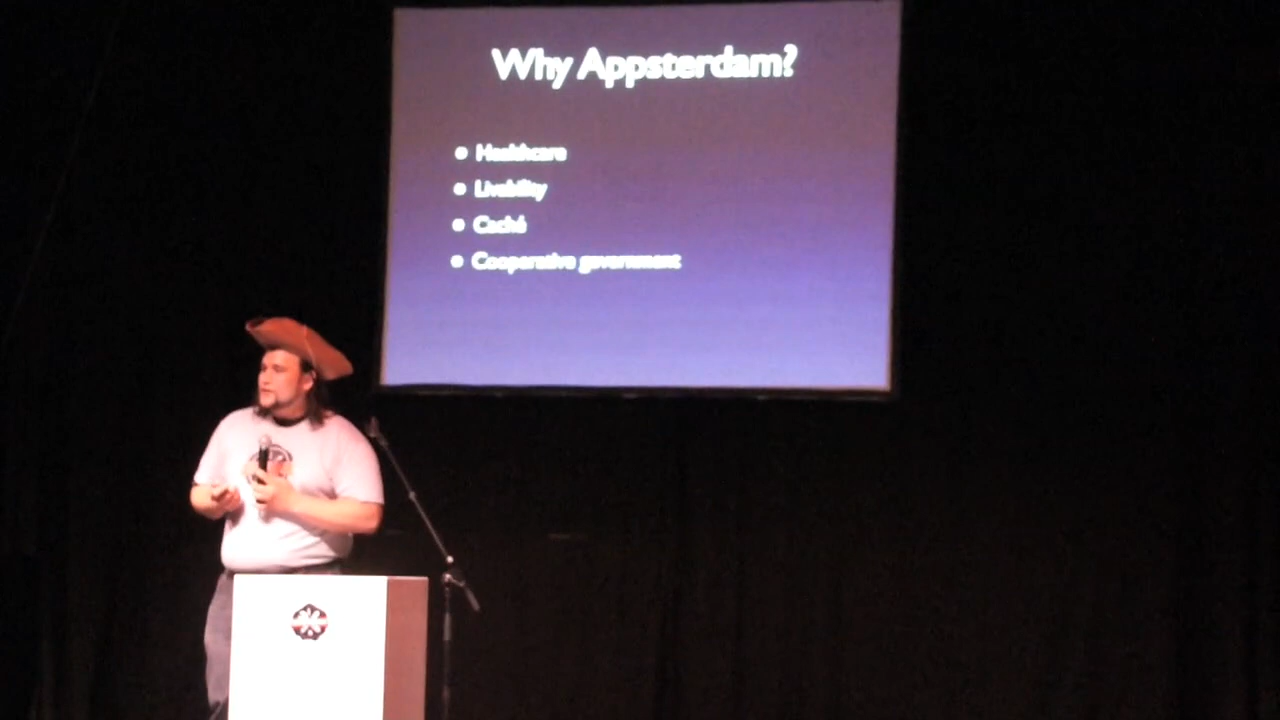 Why Appsterdam?
Healthcare
Livability
Caché
Cooperative government